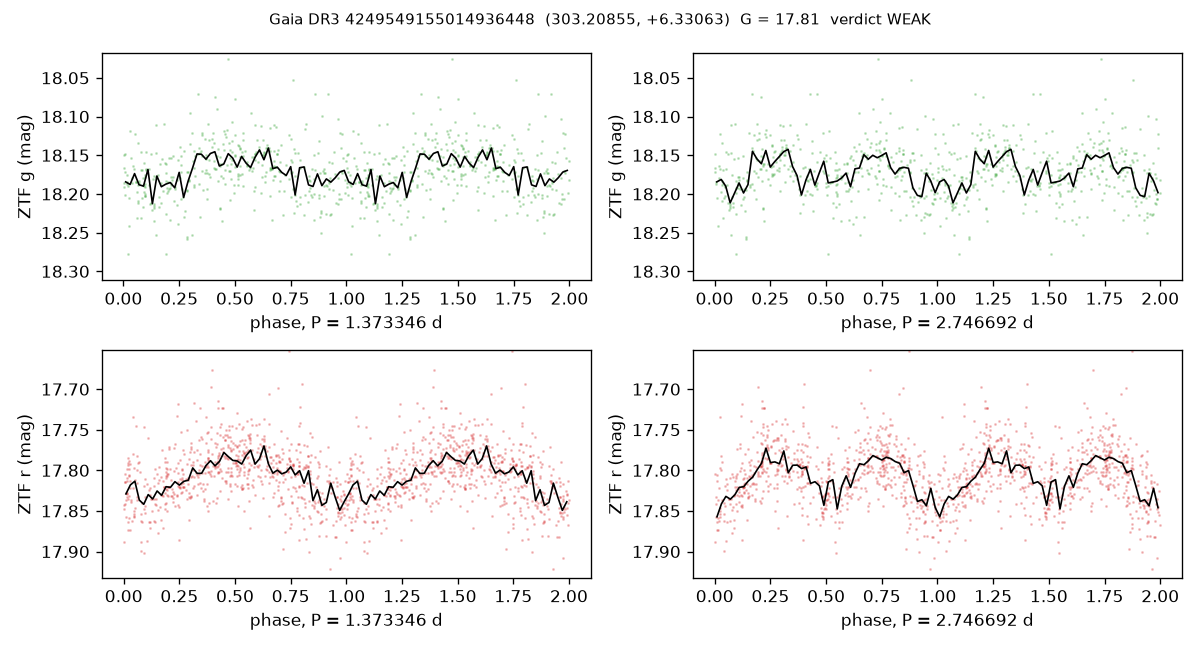 Gaia DR3 4249549155014936448  (303.20855, +6.33063)  G = 17.81  verdict WEAK
ZTF g (mag)
18.05
18.10
18.15
18.20
18.25
18.30
0.00 0.25 0.50 0.75 1.00 1.25 1.50 1.75 2.00
phase, P = 1.373346 d
ZTF g (mag)
18.05
18.10
18.15
18.20
18.25
18.30
0.00 0.25 0.50 0.75 1.00 1.25 1.50 1.75 2.00
phase, P = 2.746692 d
ZTF r (mag)
17.70
17.75
17.80
17.85
17.90
0.00 0.25 0.50 0.75 1.00 1.25 1.50 1.75 2.00
phase, P = 1.373346 d
ZTF r (mag)
17.70
17.75
17.80
17.85
17.90
0.00 0.25 0.50 0.75 1.00 1.25 1.50 1.75 2.00
phase, P = 2.746692 d